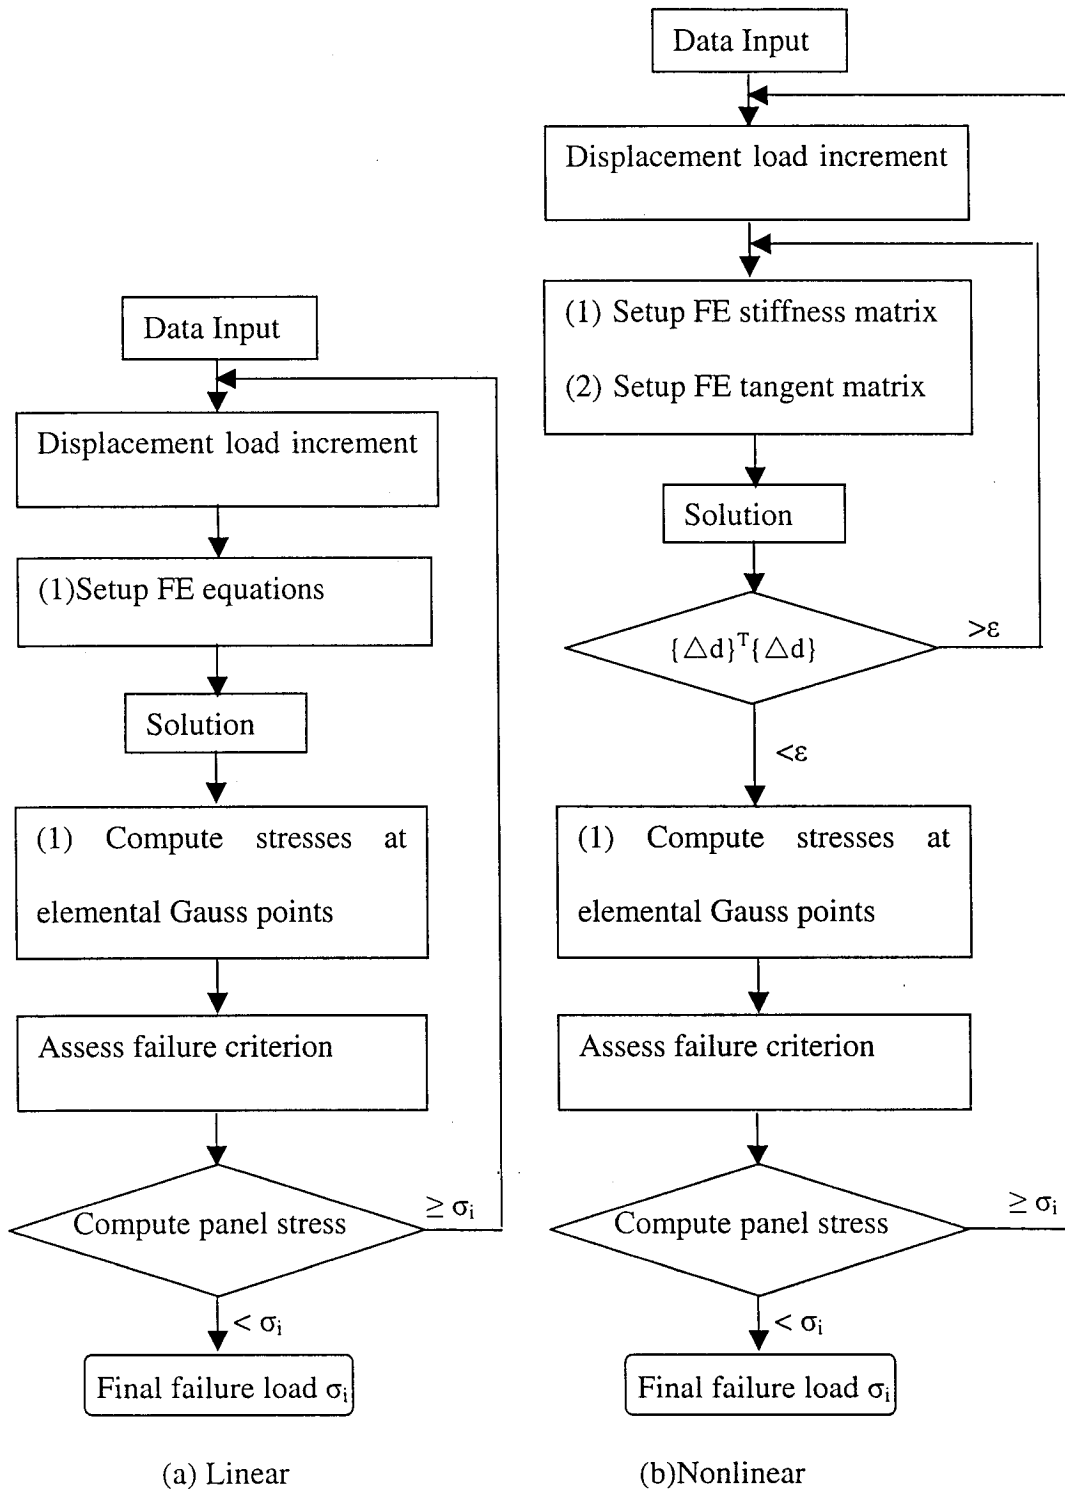 Data Input
Displacement load increment
(1)Setup FE equations
Solution
(1) Compute stresses at
elemental Gauss points
Assess failure criterion
Compute panel stress
≥ σi
< σi
Final failure load σi
(a) Linear
Data Input
Displacement load increment
(1) Setup FE stiffness matrix
(2) Setup FE tangent matrix
Solution
{△d}ᵀ{△d}
>ε
<ε
(1) Compute stresses at
elemental Gauss points
Assess failure criterion
Compute panel stress
≥ σi
< σi
Final failure load σi
(b)Nonlinear